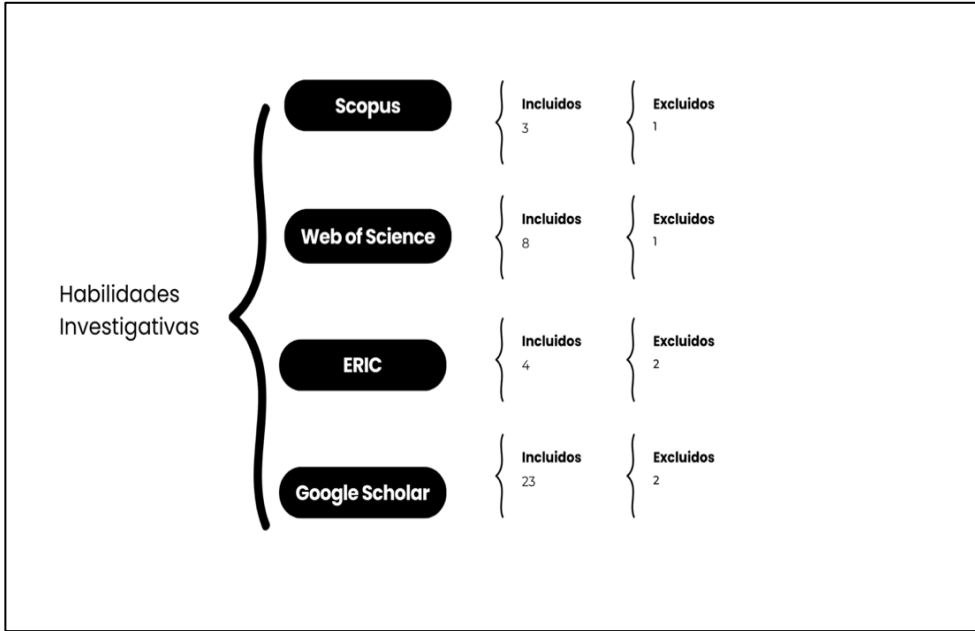 Habilidades
Investigativas
Scopus
Incluidos
3
Excluidos
1
Web of Science
Incluidos
8
Excluidos
1
ERIC
Incluidos
4
Excluidos
2
Google Scholar
Incluidos
23
Excluidos
2